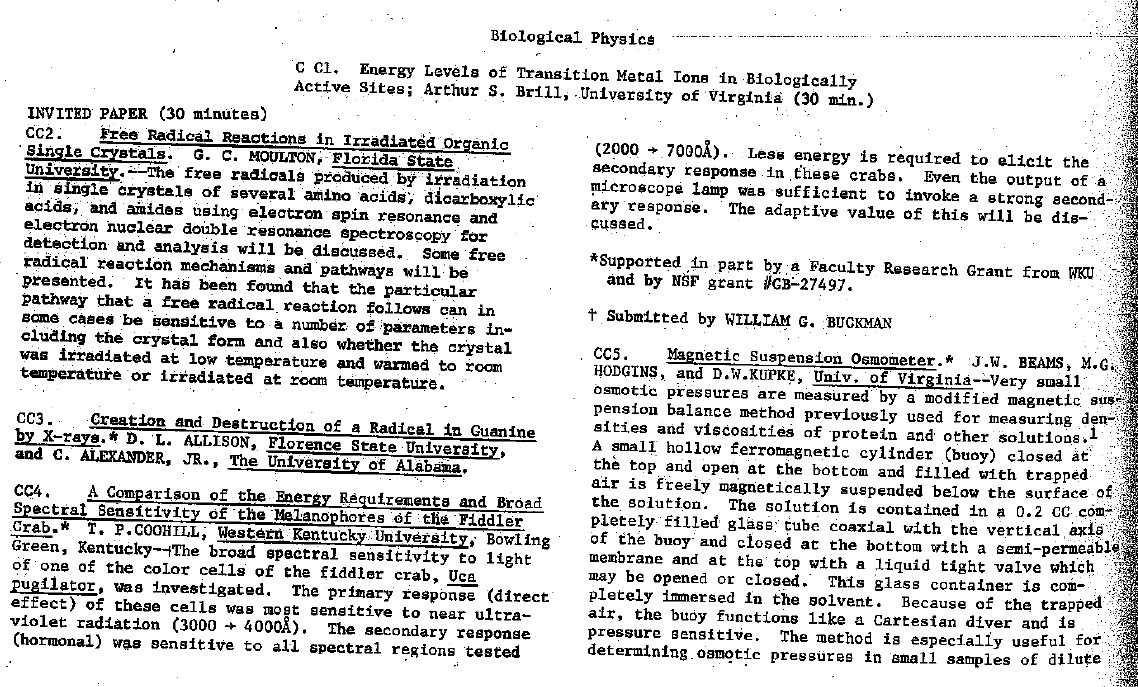 Biological Physics
C C1. Energy Levels of Transition Metal Ions in Biologically
Active Sites; Arthur S. Brill, University of Virginia (30 min.)
INVITED PAPER (30 minutes)
CC2. Free Radical Reactions in Irradiated Organic
Single Crystals. G. C. MOULTON, Florida State
University.--The free radicals produced by irradiation
in single crystals of several amino acids, dicarboxylic
acids, and amides using electron spin resonance and
electron nuclear double resonance spectroscopy for
detection and analysis will be discussed. Some free
radical reaction mechanisms and pathways will be
presented. It has been found that the particular
pathway that a free radical reaction follows can in
some cases be sensitive to a number of parameters in-
cluding the crystal form and also whether the crystal
was irradiated at low temperature and warmed to room
temperature or irradiated at room temperature.
CC3. Creation and Destruction of a Radical in Guanine
by X-rays.* D. L. ALLISON, Florence State University,
and C. ALEXANDER, JR., The University of Alabama.
CC4. A Comparison of the Energy Requirements and Broad
Spectral Sensitivity of the Melanophores of the Fiddler
Crab.* T. P.COOHILL, Western Kentucky University, Bowling
Green, Kentucky--†The broad spectral sensitivity to light
of one of the color cells of the fiddler crab, Uca
pugilator, was investigated. The primary response (direct
effect) of these cells was most sensitive to near ultra-
violet radiation (3000 → 4000Å). The secondary response
(hormonal) was sensitive to all spectral regions tested
(2000 → 7000Å). Less energy is required to elicit the
secondary response in these crabs. Even the output of a
microscope lamp was sufficient to invoke a strong second-
ary response. The adaptive value of this will be dis-
cussed.
*Supported in part by a Faculty Research Grant from WKU
and by NSF grant #GB-27497.
† Submitted by WILLIAM G. BUCKMAN
CC5. Magnetic Suspension Osmometer.* J.W. BEAMS, M.G.
HODGINS, and D.W.KUPKE, Univ. of Virginia--Very small
osmotic pressures are measured by a modified magnetic sus-
pension balance method previously used for measuring den-
sities and viscosities of protein and other solutions.1
A small hollow ferromagnetic cylinder (buoy) closed at
the top and open at the bottom and filled with trapped
air is freely magnetically suspended below the surface of
the solution. The solution is contained in a 0.2 CC com-
pletely filled glass tube coaxial with the vertical axis
of the buoy and closed at the bottom with a semi-permeable
membrane and at the top with a liquid tight valve which
may be opened or closed. This glass container is com-
pletely immersed in the solvent. Because of the trapped
air, the buoy functions like a Cartesian diver and is
pressure sensitive. The method is especially useful for
determining osmotic pressures in small samples of dilute